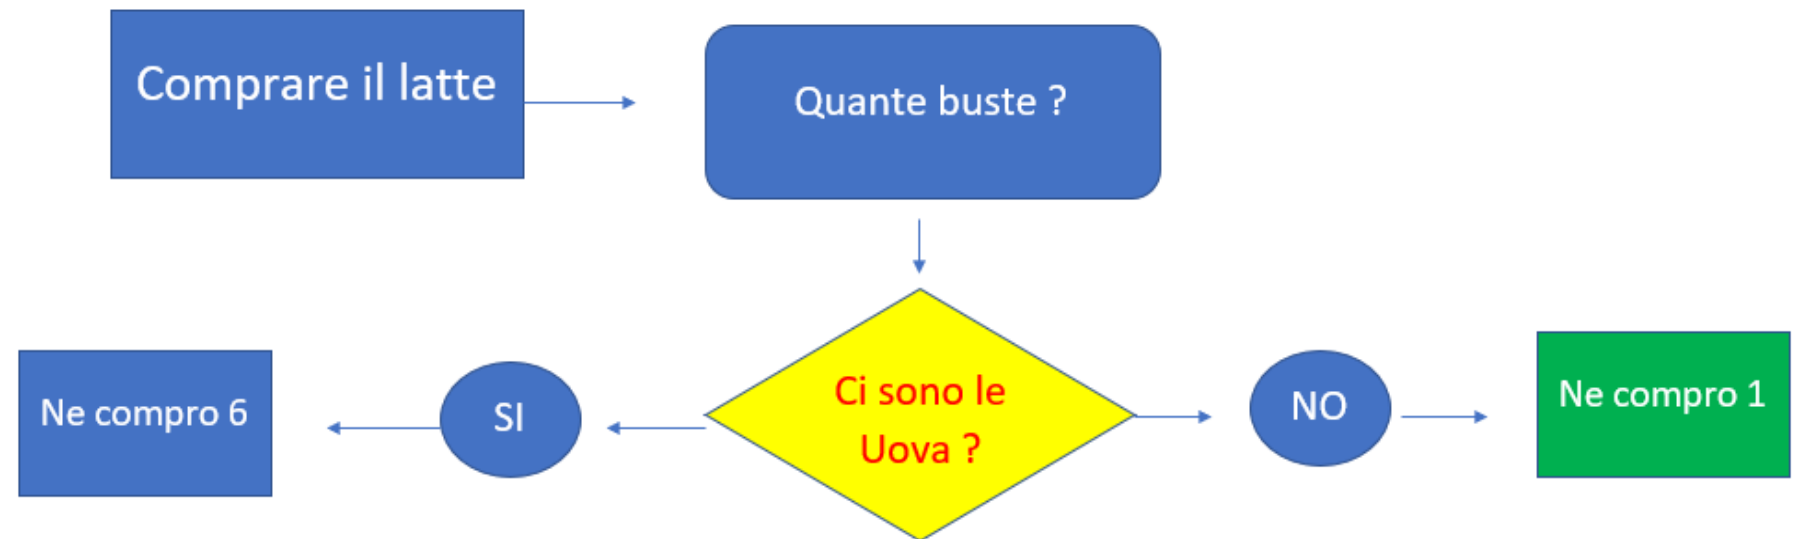 Comprare il latte
Quante buste ?
Ci sono le
Uova ?
SI
Ne compro 6
NO
Ne compro 1